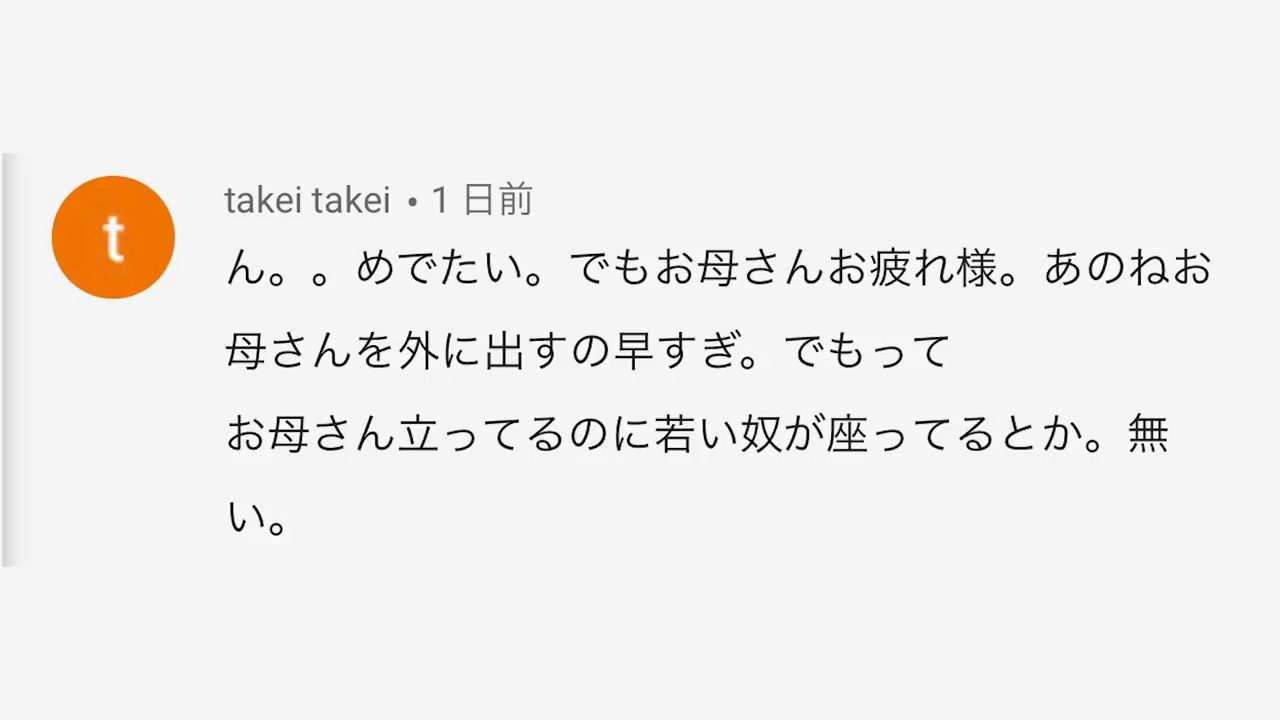 t
takei takei • 1 日前
ん。。めでたい。でもお母さんお疲れ様。あのねお
母さんを外に出すの早すぎ。でもって
お母さん立ってるのに若い奴が座ってるとか。無
い。